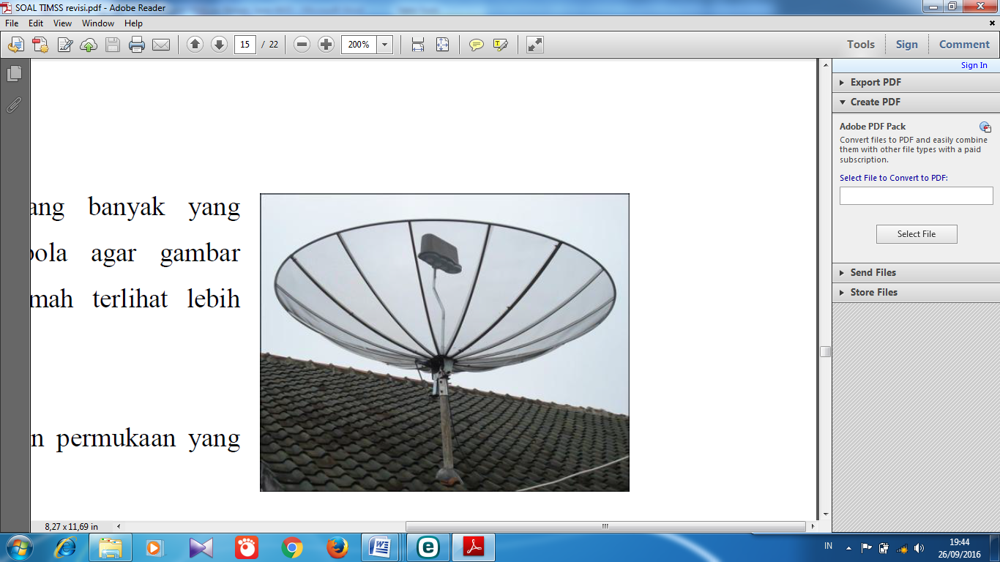 SOAL TIMSS revisi.pdf - Adobe Reader
File Edit View Window Help
15 / 22 200% Tools Sign Comment
Sign In
Export PDF
Create PDF
Adobe PDF Pack
Convert files to PDF and easily combine
them with other file types with a paid
subscription.
Select File to Convert to PDF:
Select File
Send Files
Store Files
ang banyak yang
bola agar gambar
mah terlihat lebih
n permukaan yang
8,27 x 11,69 in
IN 19:44
26/09/2016